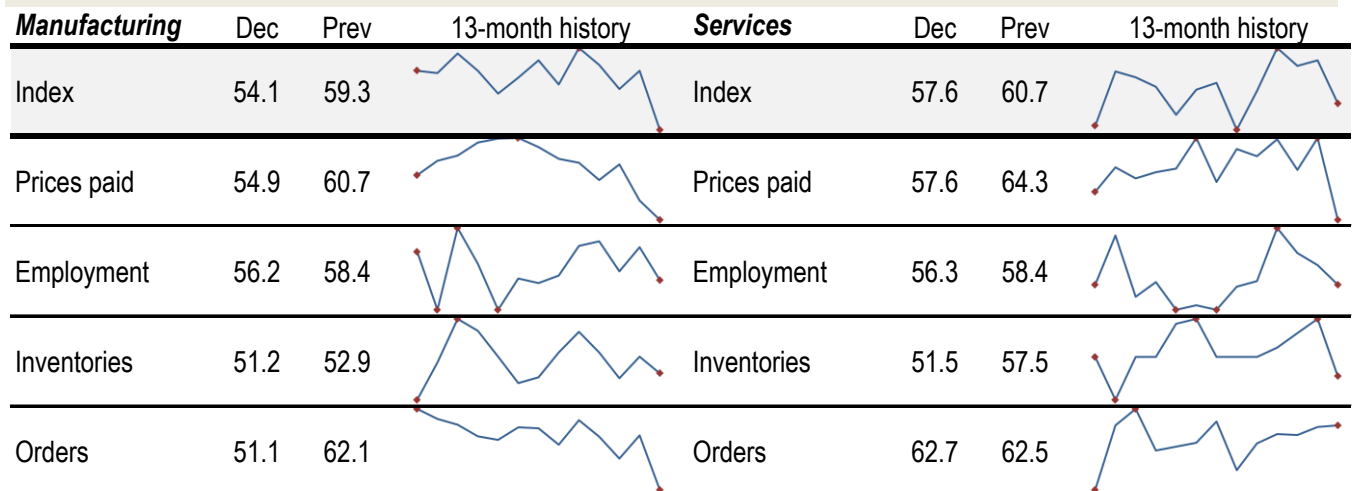 Manufacturing Dec Prev 13-month history Services Dec Prev 13-month history
Index 54.1 59.3 Index 57.6 60.7
Prices paid 54.9 60.7 Prices paid 57.6 64.3
Employment 56.2 58.4 Employment 56.3 58.4
Inventories 51.2 52.9 Inventories 51.5 57.5
Orders 51.1 62.1 Orders 62.7 62.5